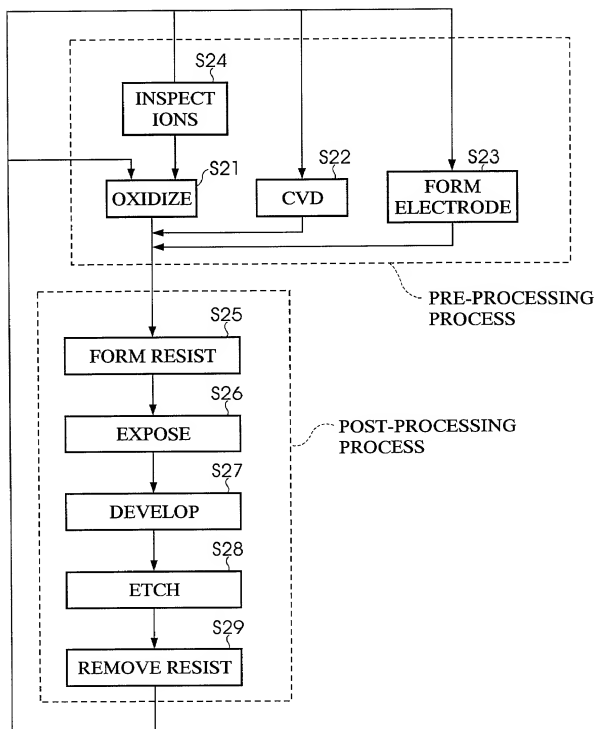 S24
INSPECT
IONS
S21
OXIDIZE
S22
CVD
S23
FORM
ELECTRODE
PRE-PROCESSING
PROCESS
S25
FORM RESIST
S26
EXPOSE
POST-PROCESSING
PROCESS
S27
DEVELOP
S28
ETCH
S29
REMOVE RESIST